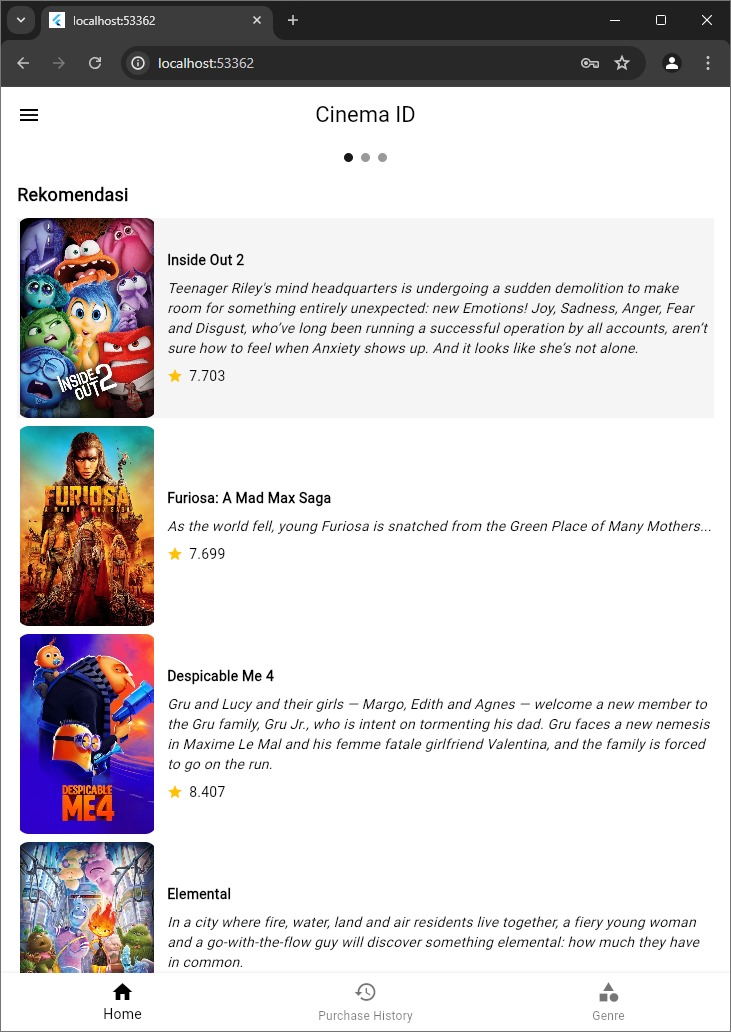 localhost:53362
localhost:53362
Cinema ID
Rekomendasi
INSIDE OUT 2
Inside Out 2
Teenager Riley's mind headquarters is undergoing a sudden demolition to make
room for something entirely unexpected: new Emotions! Joy, Sadness, Anger, Fear
and Disgust, who’ve long been running a successful operation by all accounts, aren’t
sure how to feel when Anxiety shows up. And it looks like she’s not alone.
7.703
FURIOSA
A MAD MAX SAGA
Furiosa: A Mad Max Saga
As the world fell, young Furiosa is snatched from the Green Place of Many Mothers...
7.699
DESPICABLE
ME4
Despicable Me 4
Gru and Lucy and their girls — Margo, Edith and Agnes — welcome a new member to
the Gru family, Gru Jr., who is intent on tormenting his dad. Gru faces a new nemesis
in Maxime Le Mal and his femme fatale girlfriend Valentina, and the family is forced
to go on the run.
8.407
Elemental
In a city where fire, water, land and air residents live together, a fiery young woman
and a go-with-the-flow guy will discover something elemental: how much they have
in common.
Home
Purchase History
Genre